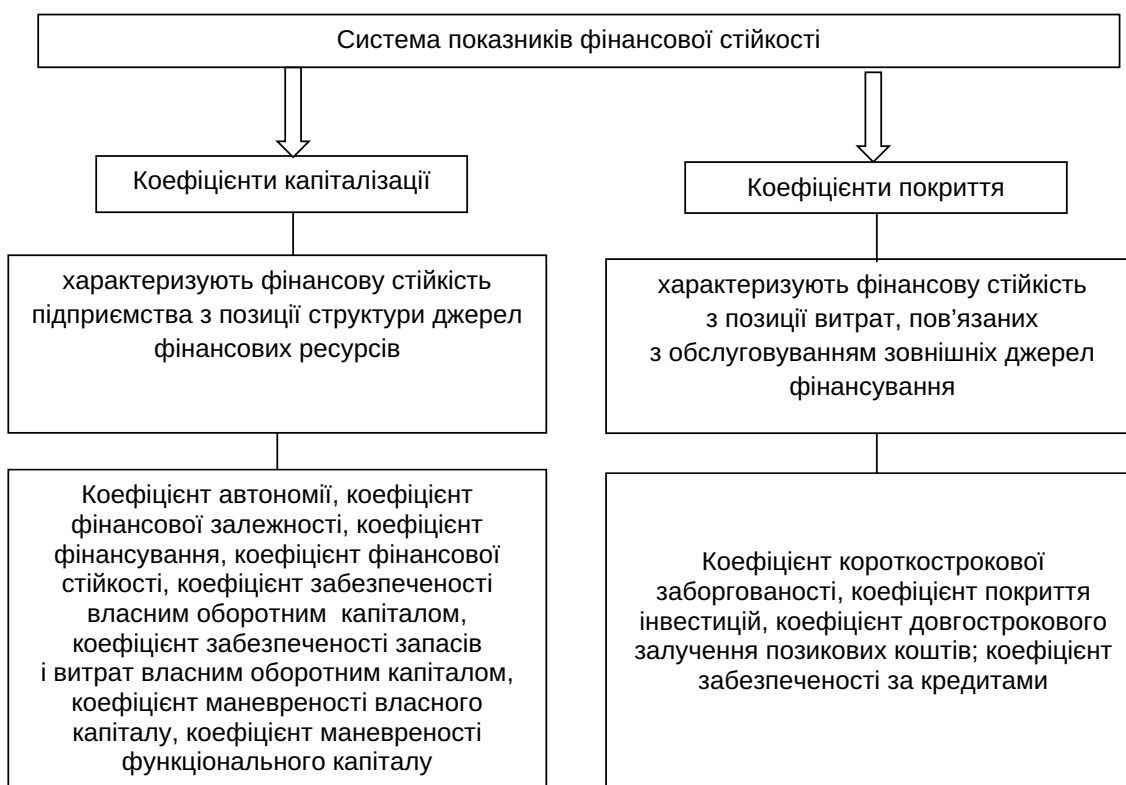 Система показників фінансової стійкості
Коефіцієнти капіталізації
Коефіцієнти покриття
характеризують фінансову стійкість
підприємства з позиції структури джерел
фінансових ресурсів
характеризують фінансову стійкість
з позиції витрат, пов’язаних
з обслуговуванням зовнішніх джерел
фінансування
Коефіцієнт автономії, коефіцієнт
фінансової залежності, коефіцієнт
фінансування, коефіцієнт фінансової
стійкості, коефіцієнт забезпеченості
власним оборотним капіталом,
коефіцієнт забезпеченості запасів
і витрат власним оборотним капіталом,
коефіцієнт маневреності власного
капіталу, коефіцієнт маневреності
функціонального капіталу
Коефіцієнт короткострокової
заборгованості, коефіцієнт покриття
інвестицій, коефіцієнт довгострокового
залучення позикових коштів; коефіцієнт
забезпеченості за кредитами